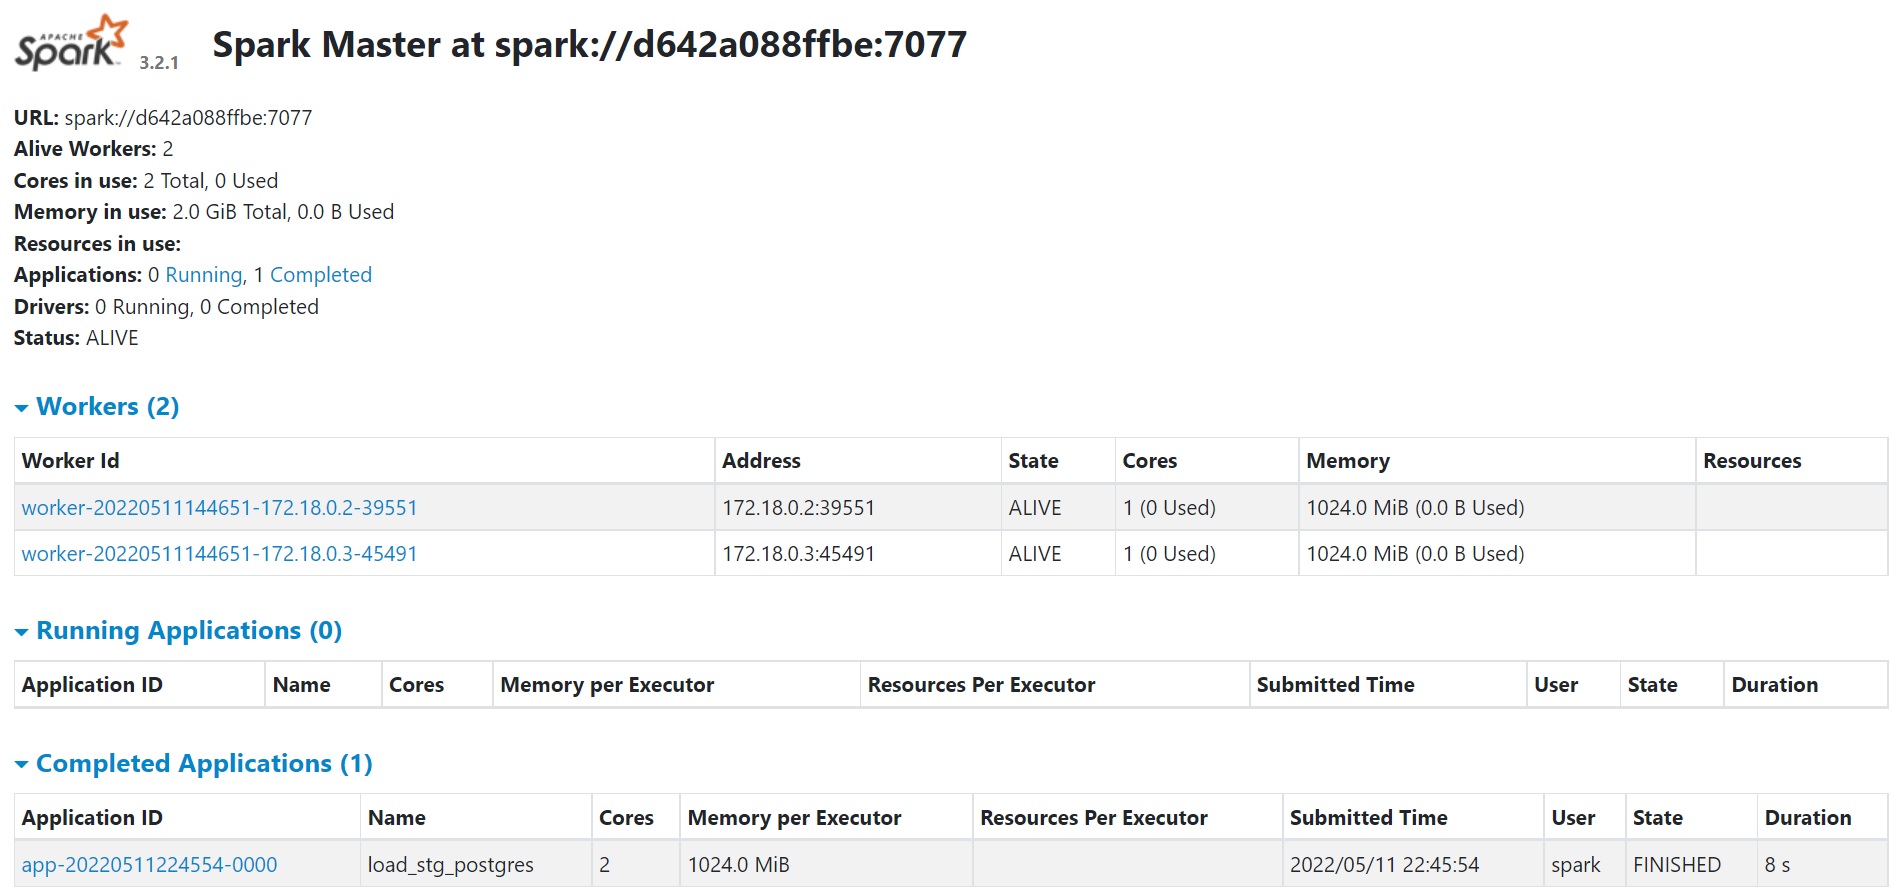 APACHE Spark™ 3.2.1 Spark Master at spark://d642a088ffbe:7077
URL: spark://d642a088ffbe:7077
Alive Workers: 2
Cores in use: 2 Total, 0 Used
Memory in use: 2.0 GiB Total, 0.0 B Used
Resources in use:
Applications: 0 Running, 1 Completed
Drivers: 0 Running, 0 Completed
Status: ALIVE
Workers (2)
Worker Id Address State Cores Memory Resources
worker-20220511144651-172.18.0.2-39551 172.18.0.2:39551 ALIVE 1 (0 Used) 1024.0 MiB (0.0 B Used)
worker-20220511144651-172.18.0.3-45491 172.18.0.3:45491 ALIVE 1 (0 Used) 1024.0 MiB (0.0 B Used)
Running Applications (0)
Application ID Name Cores Memory per Executor Resources Per Executor Submitted Time User State Duration
Completed Applications (1)
Application ID Name Cores Memory per Executor Resources Per Executor Submitted Time User State Duration
app-20220511224554-0000 load_stg_postgres 2 1024.0 MiB 2022/05/11 22:45:54 spark FINISHED 8 s